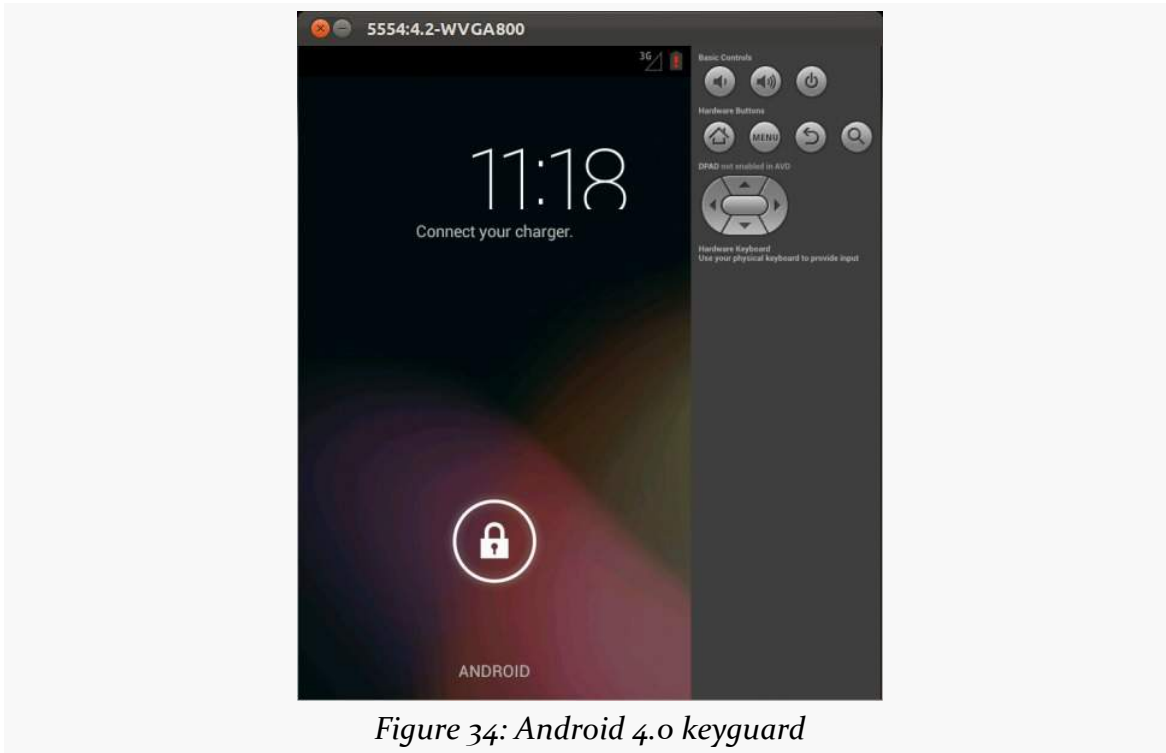 5554:4.2-WVGA800
3G
11:18
Connect your charger.
ANDROID
Basic Controls
Hardware Buttons
MENU
DPAD not enabled in AVD
Hardware Keyboard
Use your physical keyboard to provide input
Figure 34: Android 4.0 keyguard